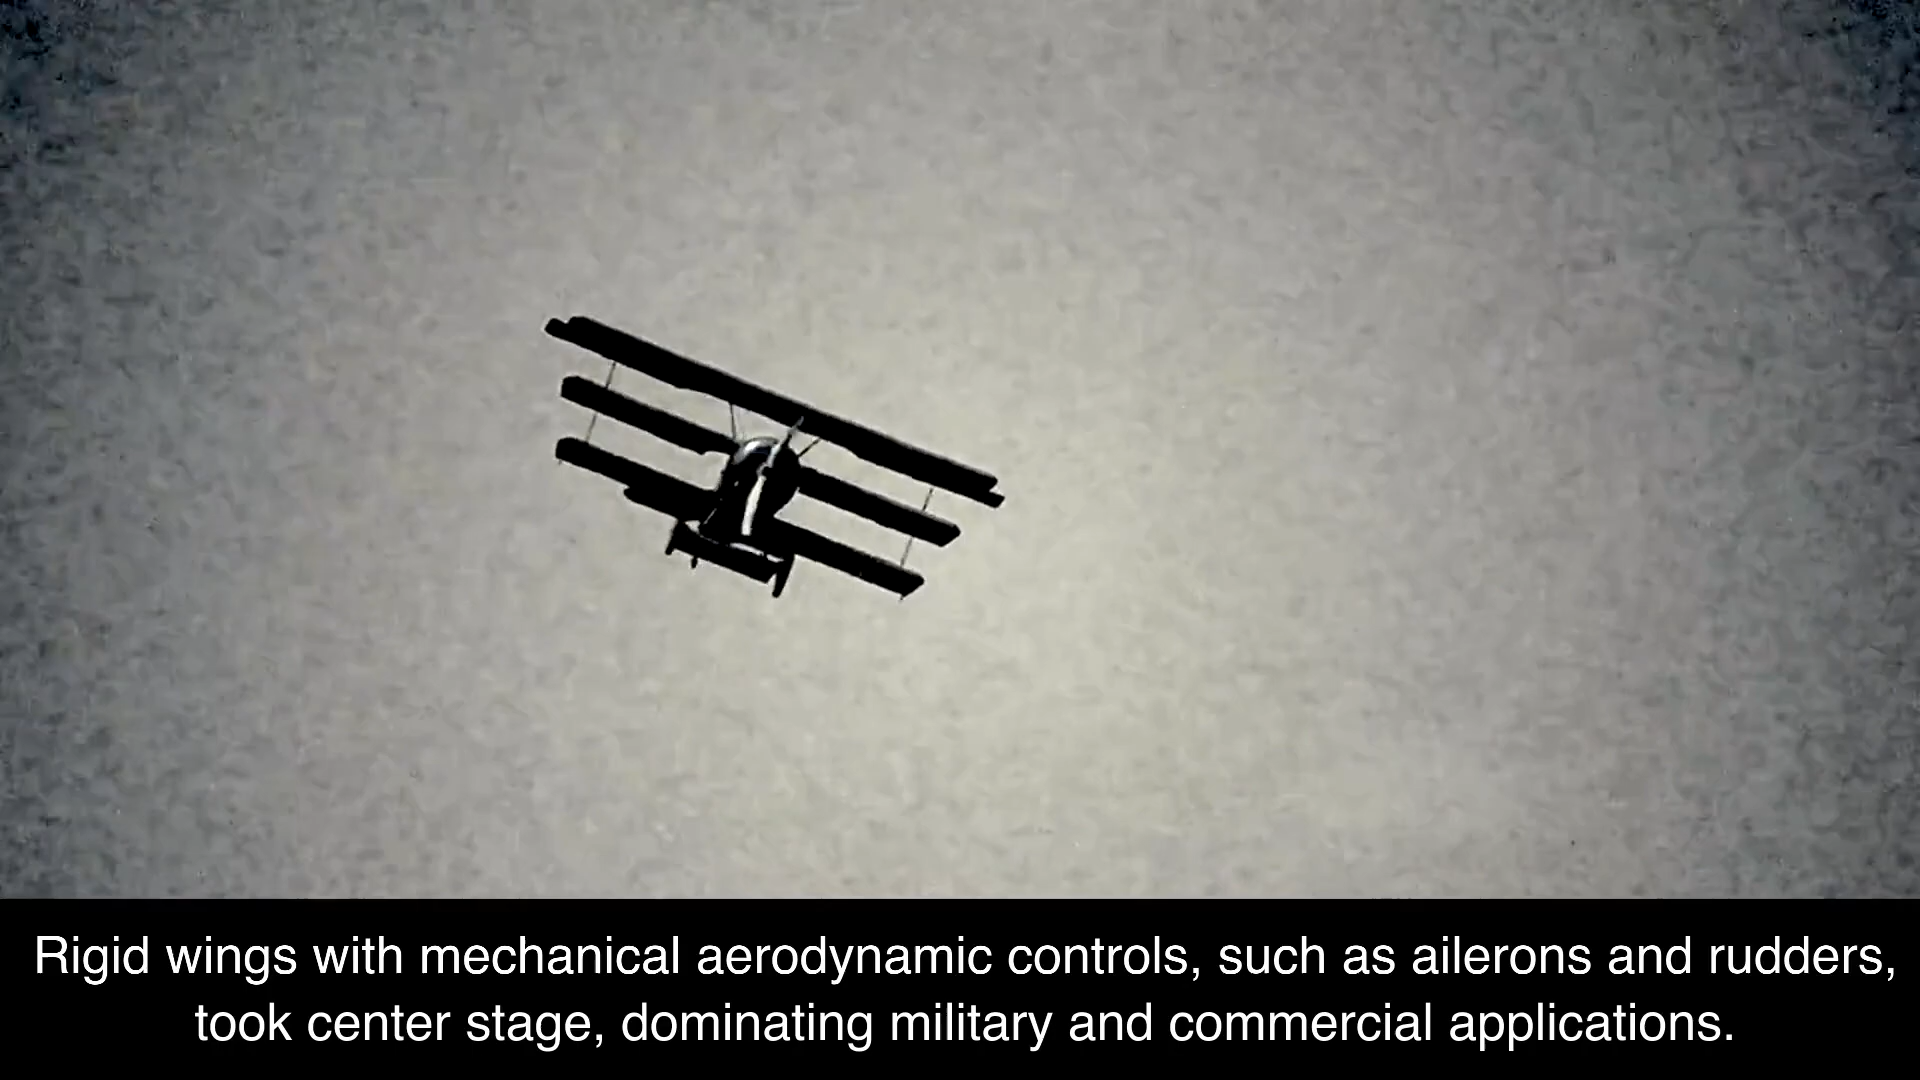 Rigid wings with mechanical aerodynamic controls, such as ailerons and rudders,
took center stage, dominating military and commercial applications.